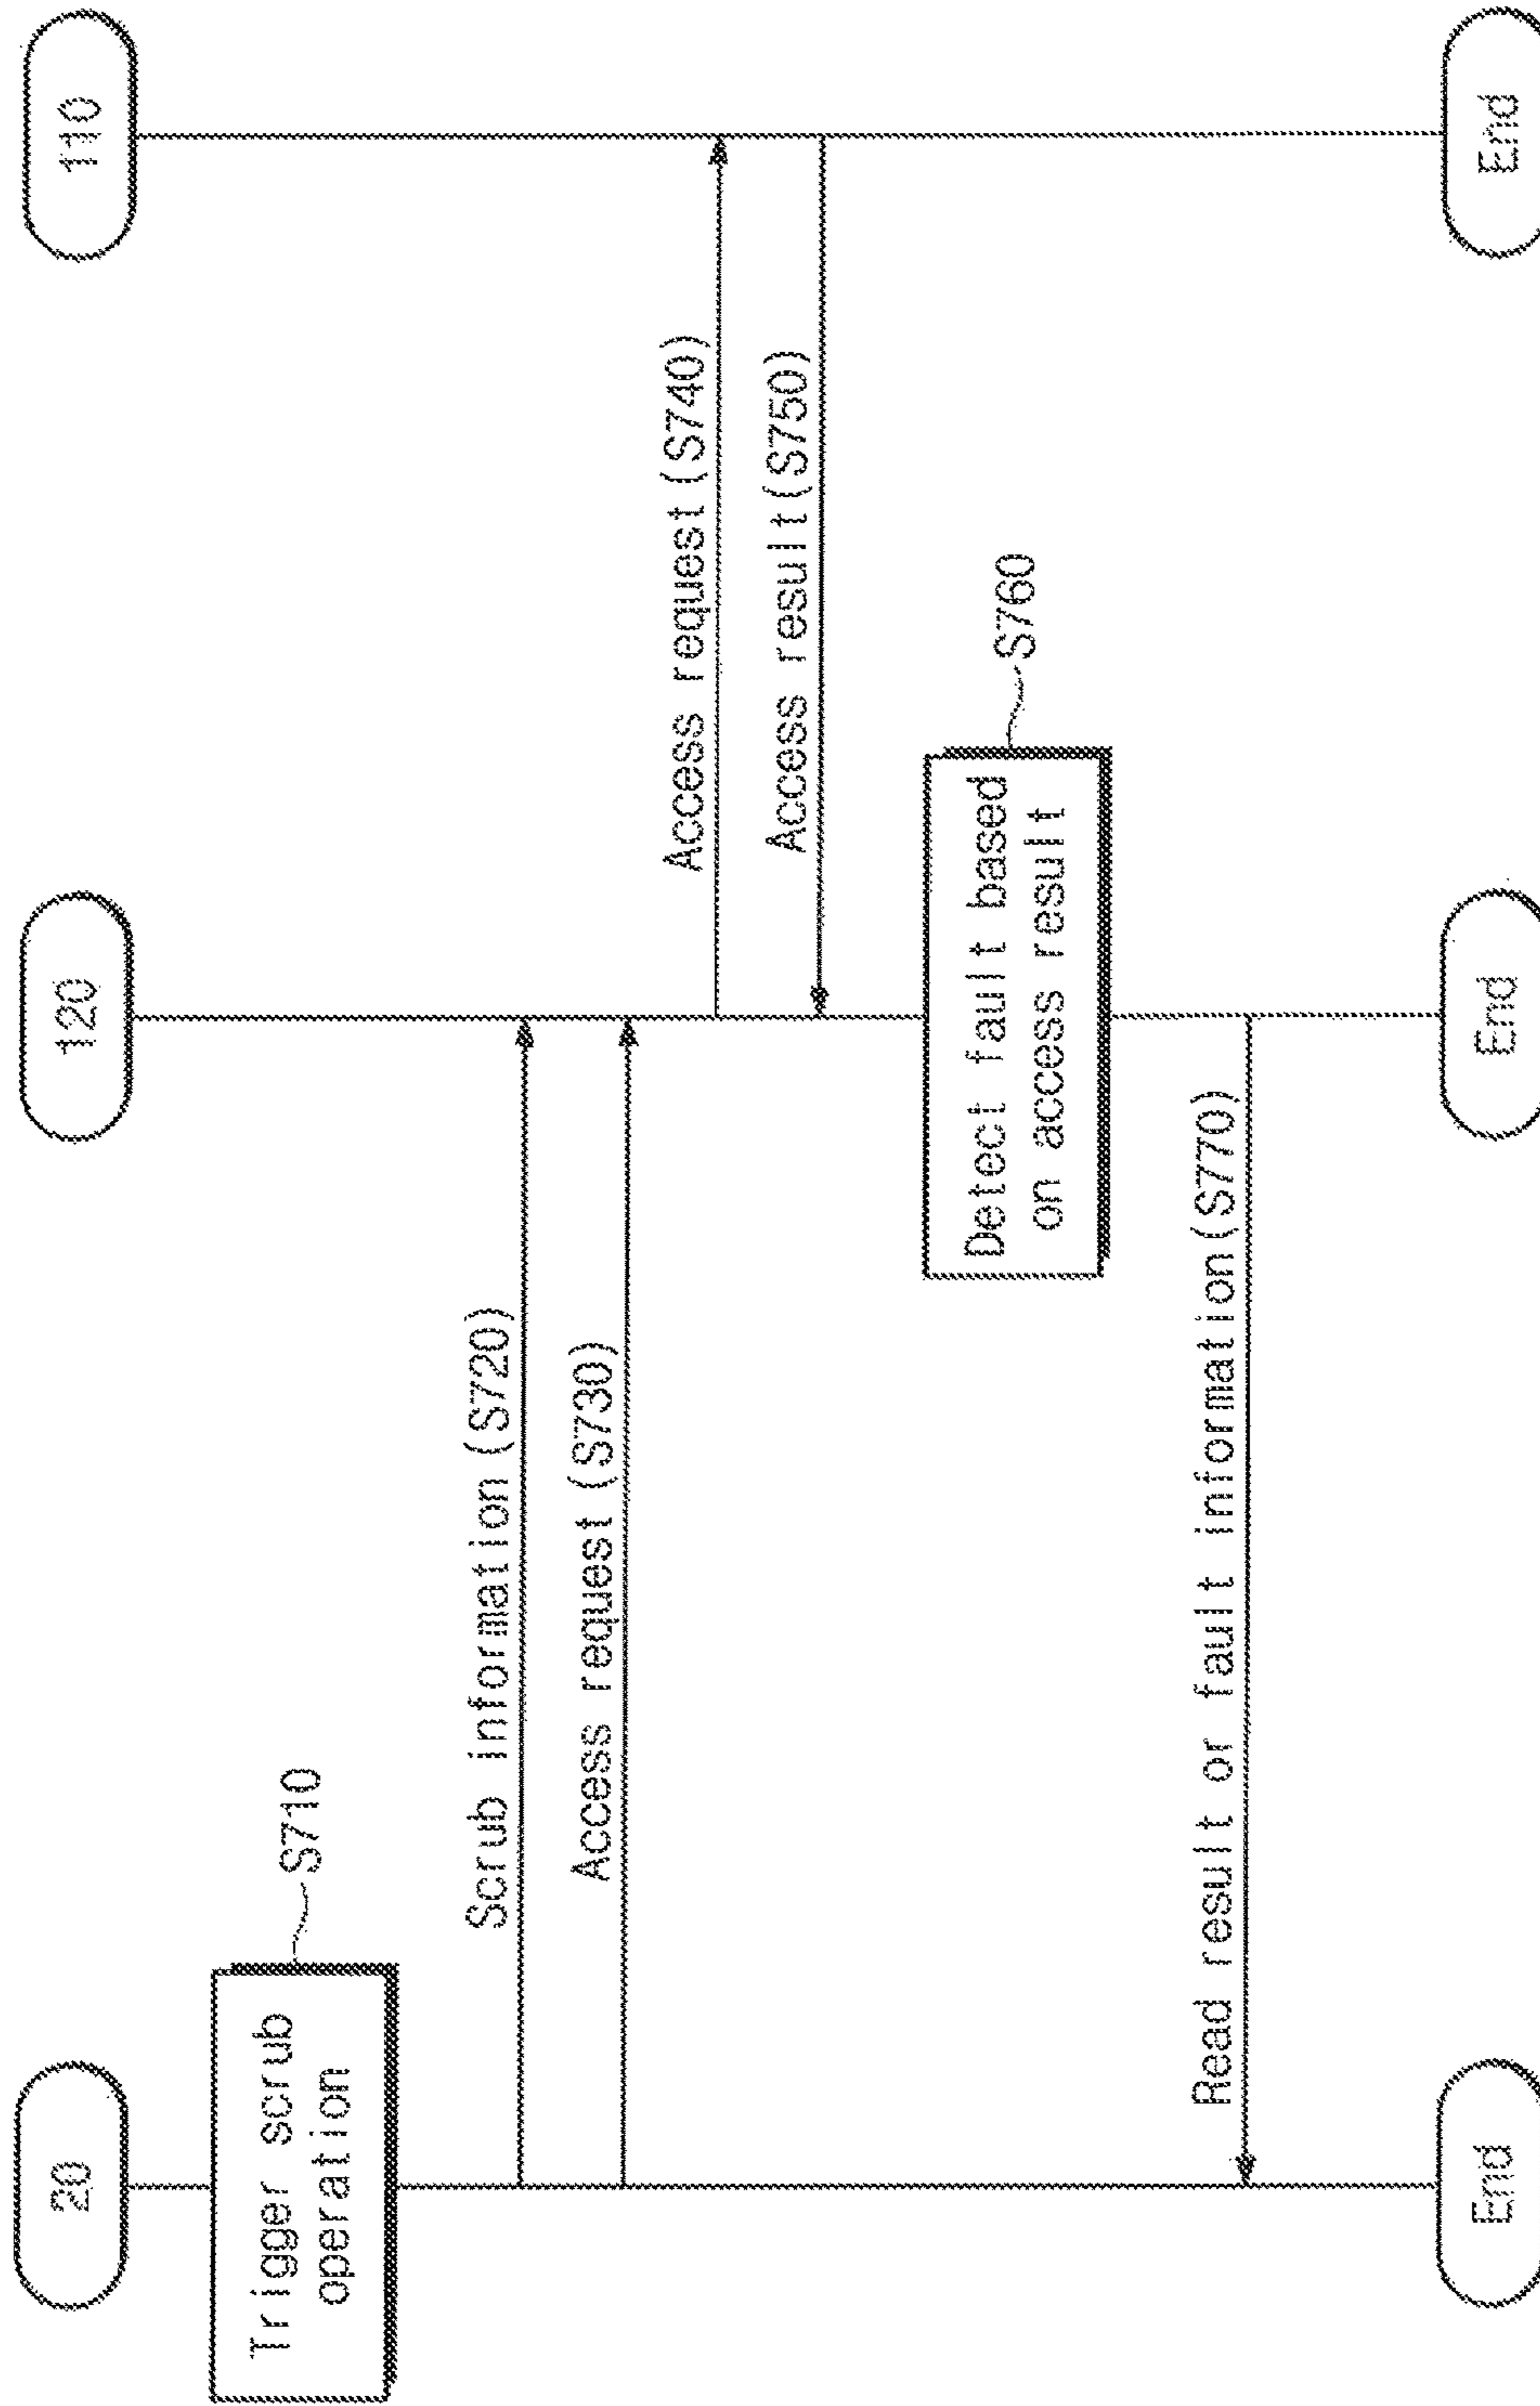 20
120
110
Trigger scrub
operation
S710
Scrub information(S720)
Access request(S730)
Access request(S740)
Access result(S750)
Detect fault based
on access result
S760
Read result or fault information(S770)
End
End
End